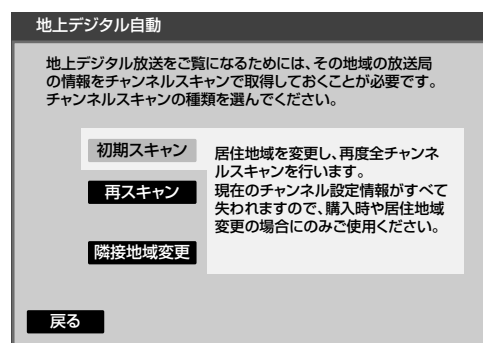 地上デジタル自動
地上デジタル放送をご覧になるためには、その地域の放送局
の情報をチャンネルスキャンで取得しておくことが必要です。
チャンネルスキャンの種類を選んでください。
初期スキャン
居住地域を変更し、再度全チャンネ
ルスキャンを行います。
現在のチャンネル設定情報がすべて
失われますので、購入時や居住地域
変更の場合にのみご使用ください。
再スキャン
隣接地域変更
戻る